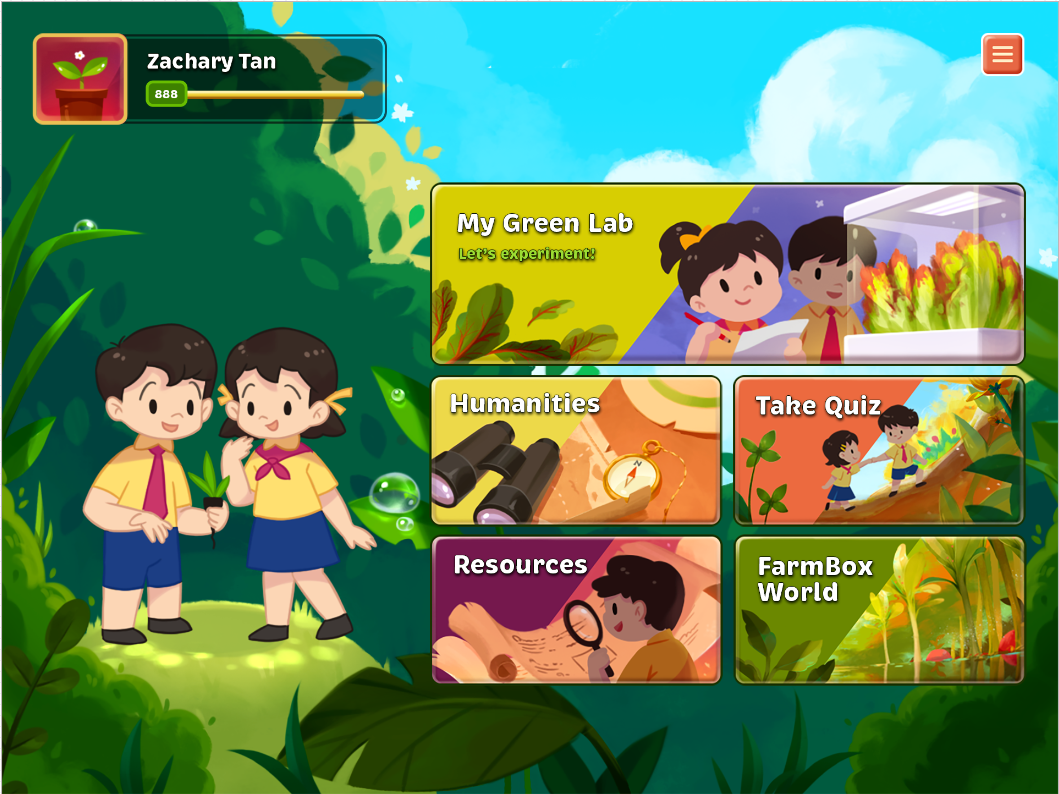 Zachary Tan
888
My Green Lab
Let's experiment!
Humanities
Take Quiz
N
Resources
FarmBox
World